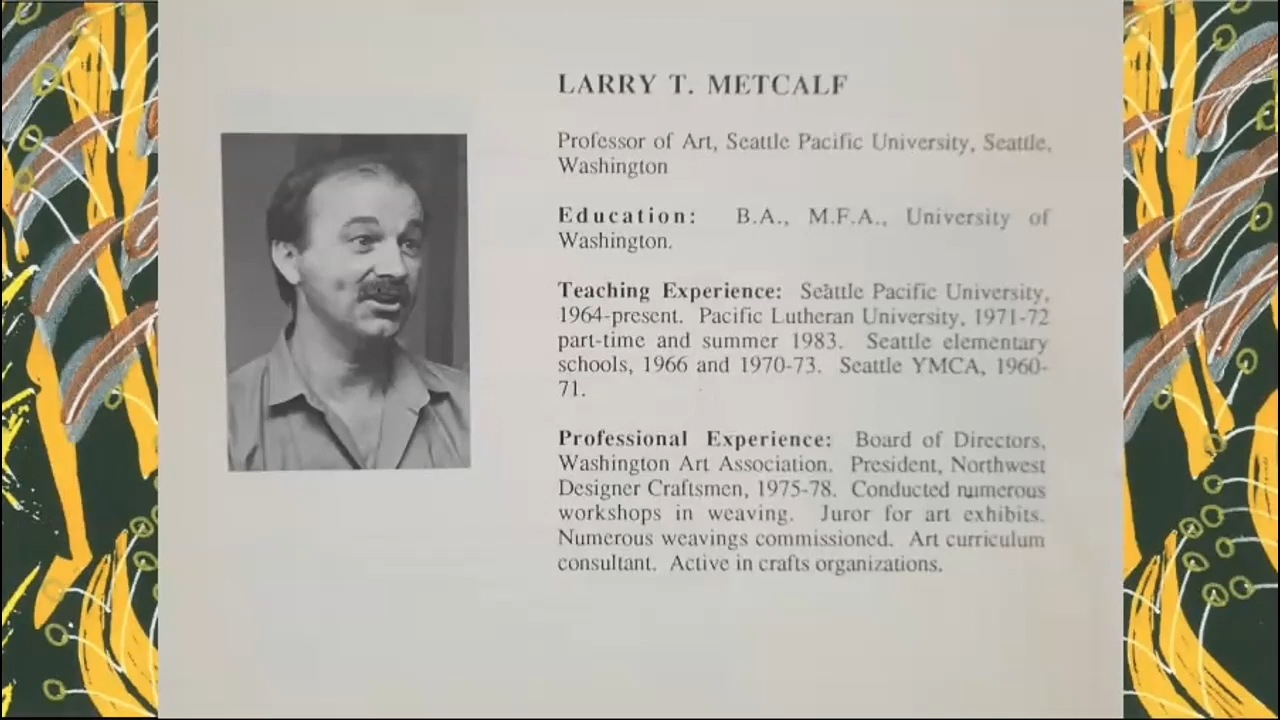 LARRY T. METCALF
Professor of Art, Seattle Pacific University, Seattle,
Washington
Education: B.A., M.F.A., University of
Washington.
Teaching Experience: Seattle Pacific University,
1964-present. Pacific Lutheran University, 1971-72
part-time and summer 1983. Seattle elementary
schools, 1966 and 1970-73. Seattle YMCA, 1960-
71.
Professional Experience: Board of Directors,
Washington Art Association. President, Northwest
Designer Craftsmen, 1975-78. Conducted numerous
workshops in weaving. Juror for art exhibits.
Numerous weavings commissioned. Art curriculum
consultant. Active in crafts organizations.